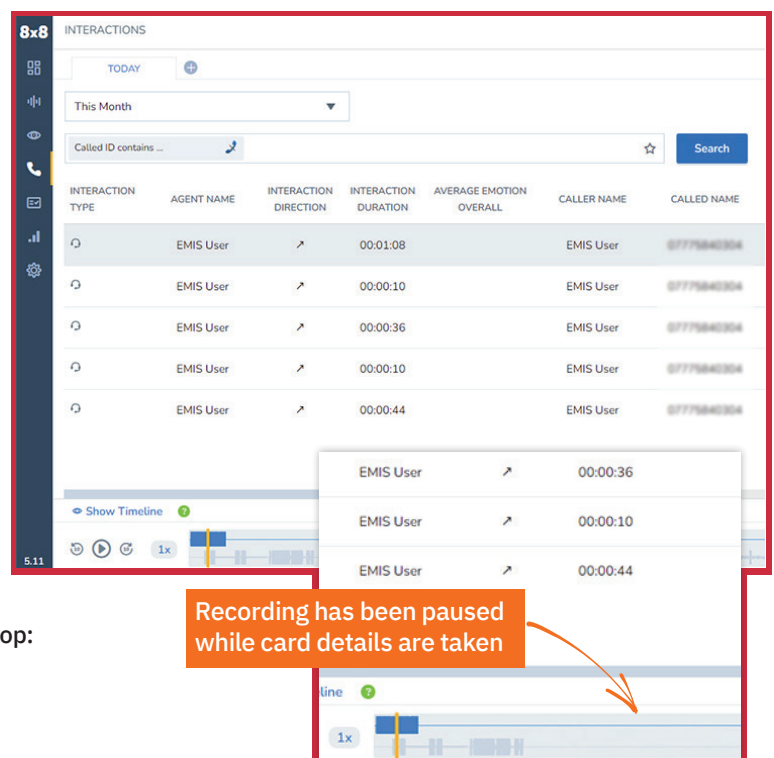 8x8
INTERACTIONS
TODAY
This Month
Called ID contains ...
Search
INTERACTION TYPE
AGENT NAME
INTERACTION DIRECTION
INTERACTION DURATION
AVERAGE EMOTION OVERALL
CALLER NAME
CALLED NAME
EMIS User 00:01:08 EMIS User
EMIS User 00:00:10 EMIS User
EMIS User 00:00:36 EMIS User
EMIS User 00:00:10 EMIS User
EMIS User 00:00:44 EMIS User
Show Timeline ?
1x
5.11
EMIS User 00:00:36
EMIS User 00:00:10
EMIS User 00:00:44
Recording has been paused
while card details are taken
op:
line ?
1x